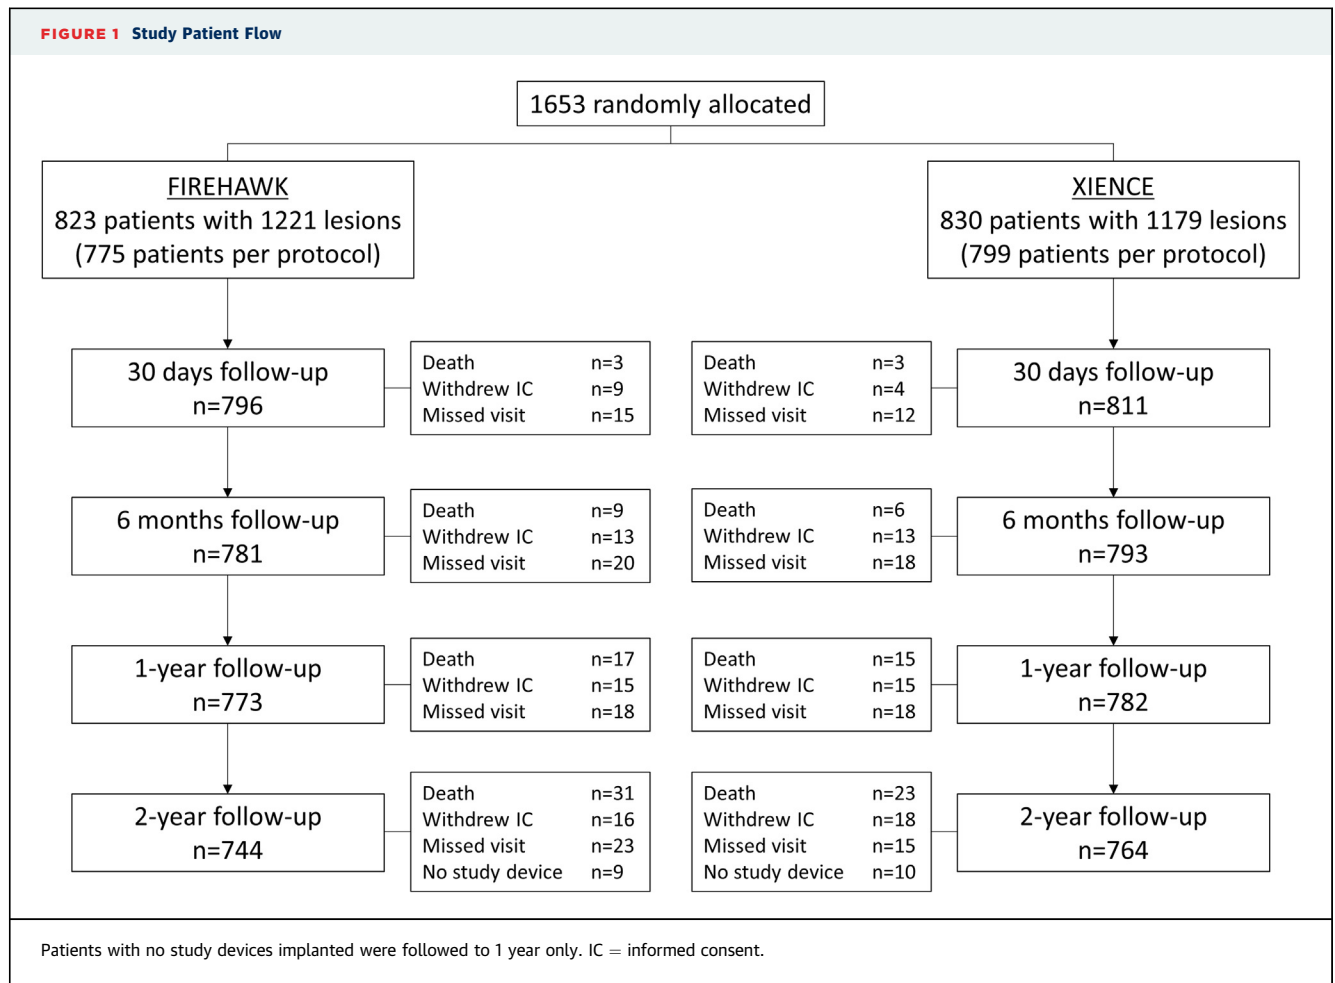 FIGURE 1 Study Patient Flow
1653 randomly allocated
FIREHAWK
823 patients with 1221 lesions
(775 patients per protocol)
XIENCE
830 patients with 1179 lesions
(799 patients per protocol)
30 days follow-up
n=796
Death n=3
Withdrew IC n=9
Missed visit n=15
Death n=3
Withdrew IC n=4
Missed visit n=12
30 days follow-up
n=811
6 months follow-up
n=781
Death n=9
Withdrew IC n=13
Missed visit n=20
Death n=6
Withdrew IC n=13
Missed visit n=18
6 months follow-up
n=793
1-year follow-up
n=773
Death n=17
Withdrew IC n=15
Missed visit n=18
Death n=15
Withdrew IC n=15
Missed visit n=18
1-year follow-up
n=782
2-year follow-up
n=744
Death n=31
Withdrew IC n=16
Missed visit n=23
No study device n=9
Death n=23
Withdrew IC n=18
Missed visit n=15
No study device n=10
2-year follow-up
n=764
Patients with no study devices implanted were followed to 1 year only. IC = informed consent.